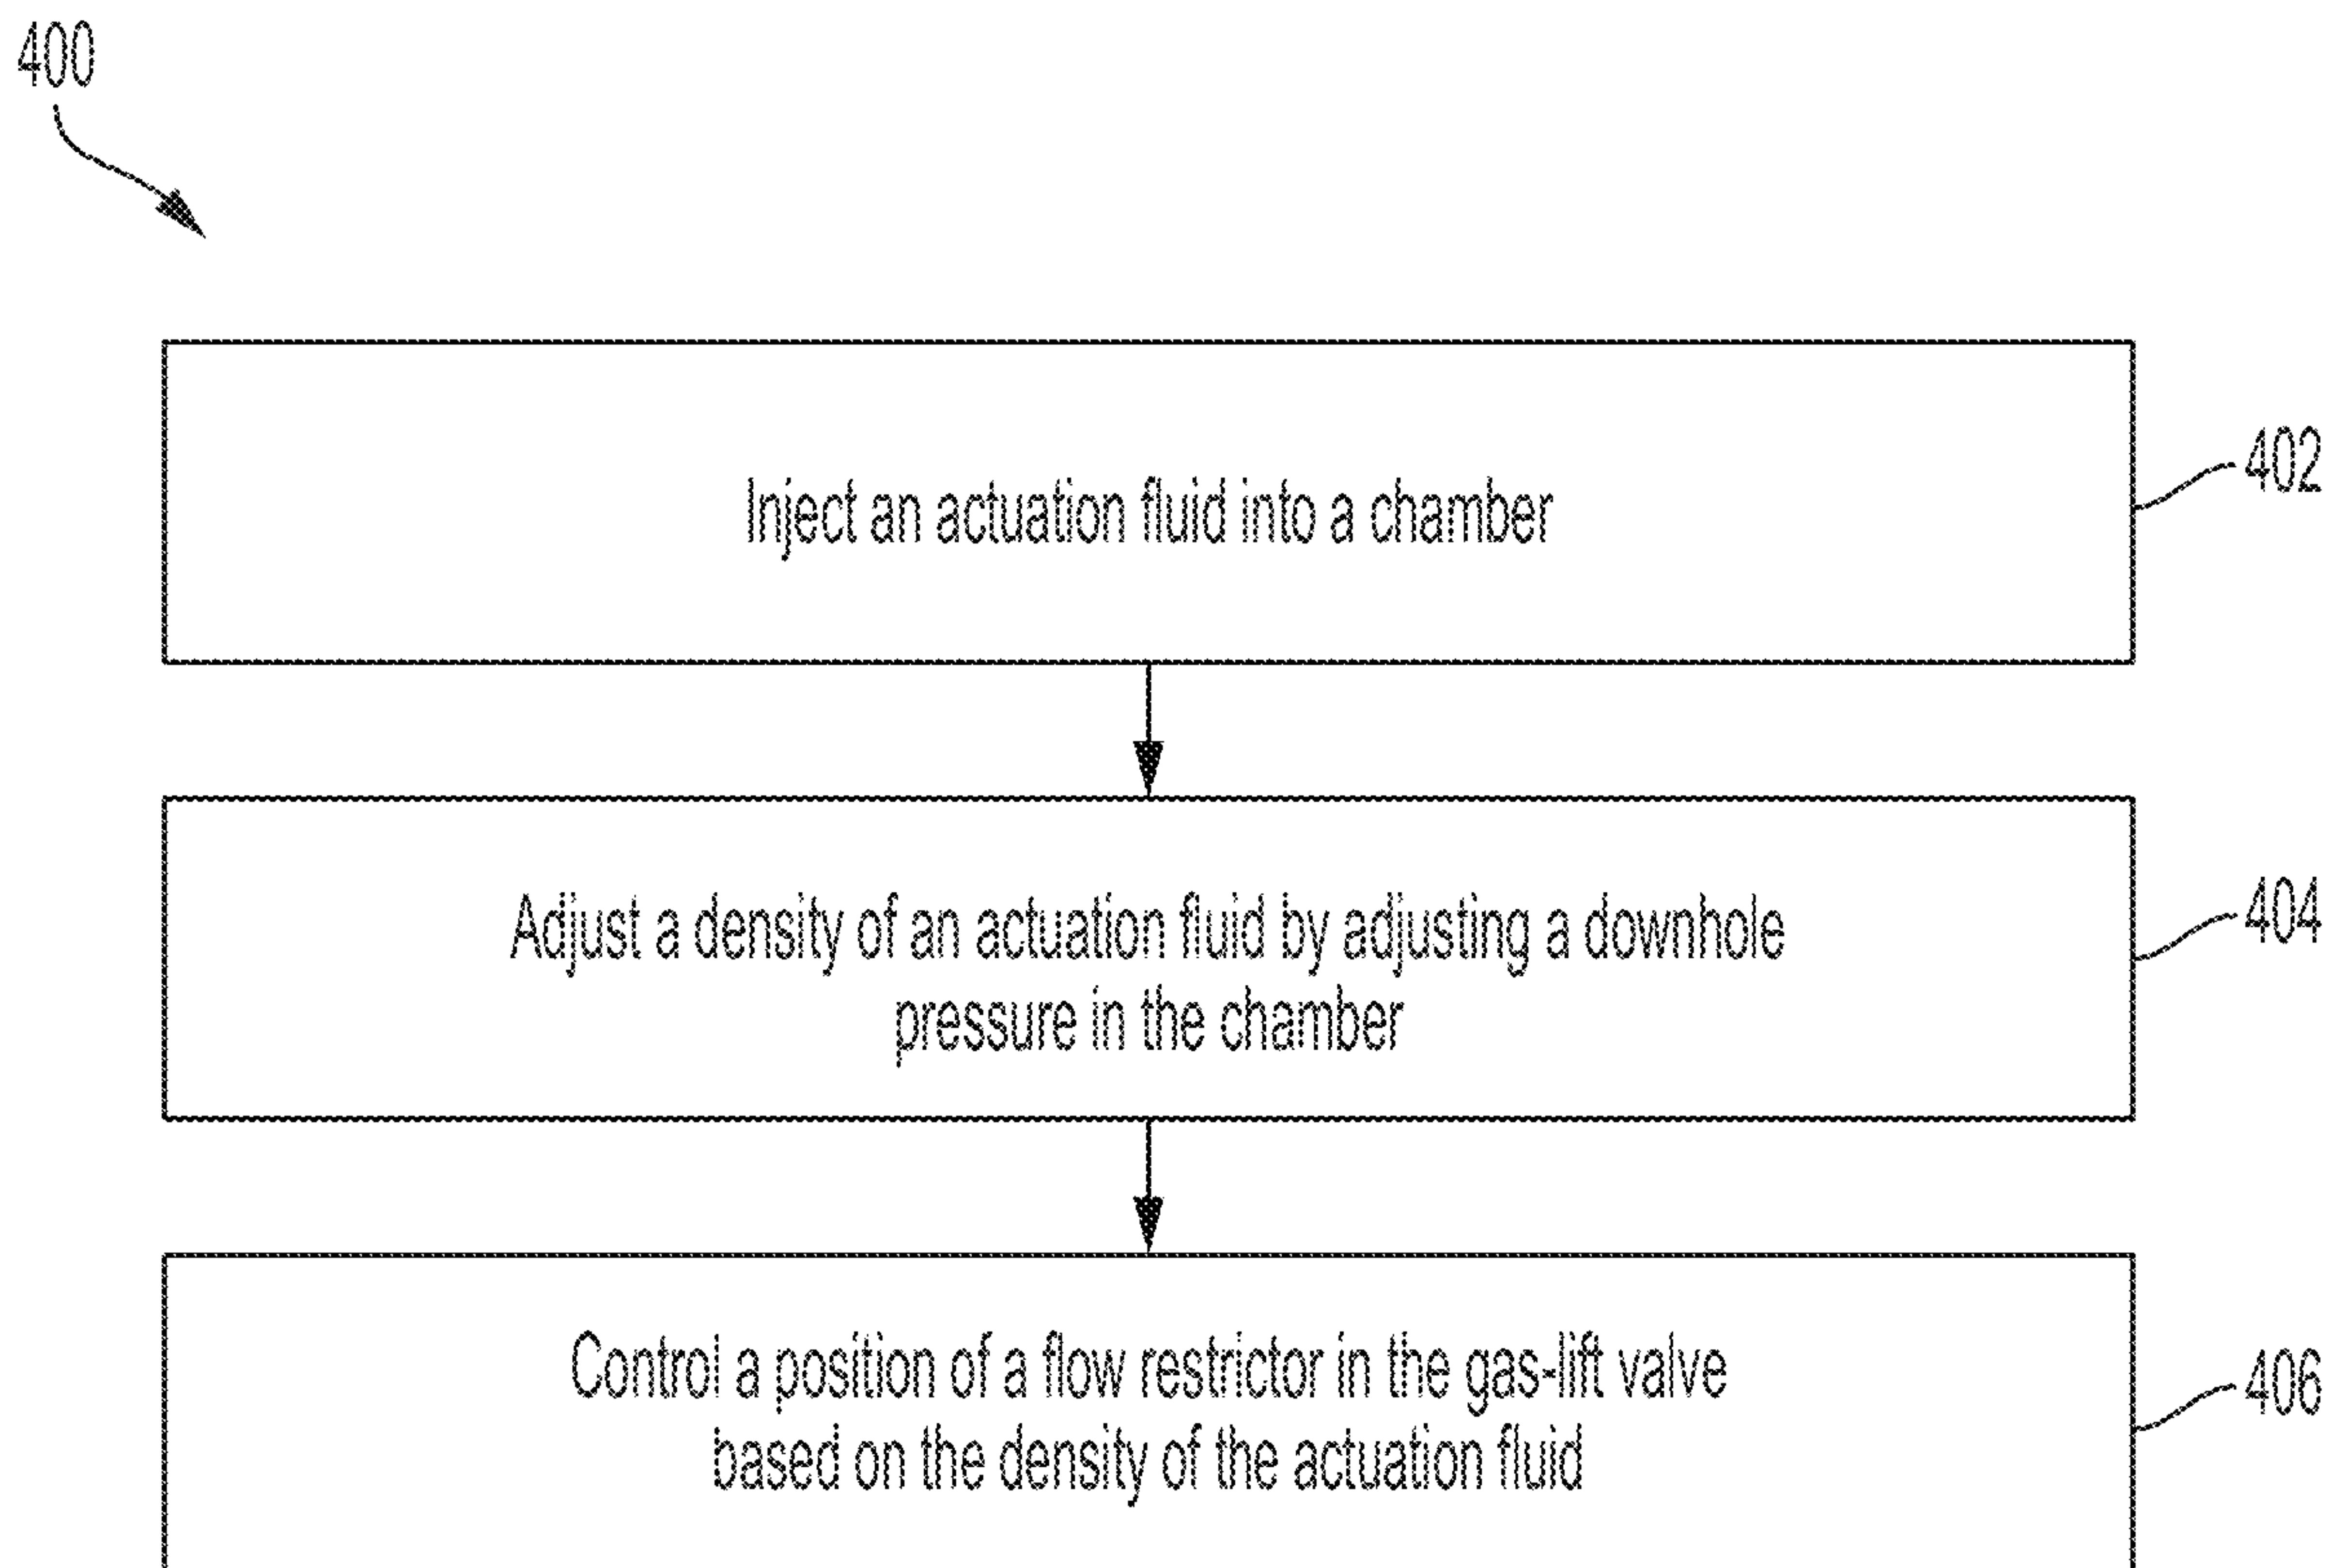 400
Inject an actuation fluid into a chamber
402
Adjust a density of an actuation fluid by adjusting a downhole
pressure in the chamber
404
Control a position of a flow restrictor in the gas-lift valve
based on the density of the actuation fluid
406